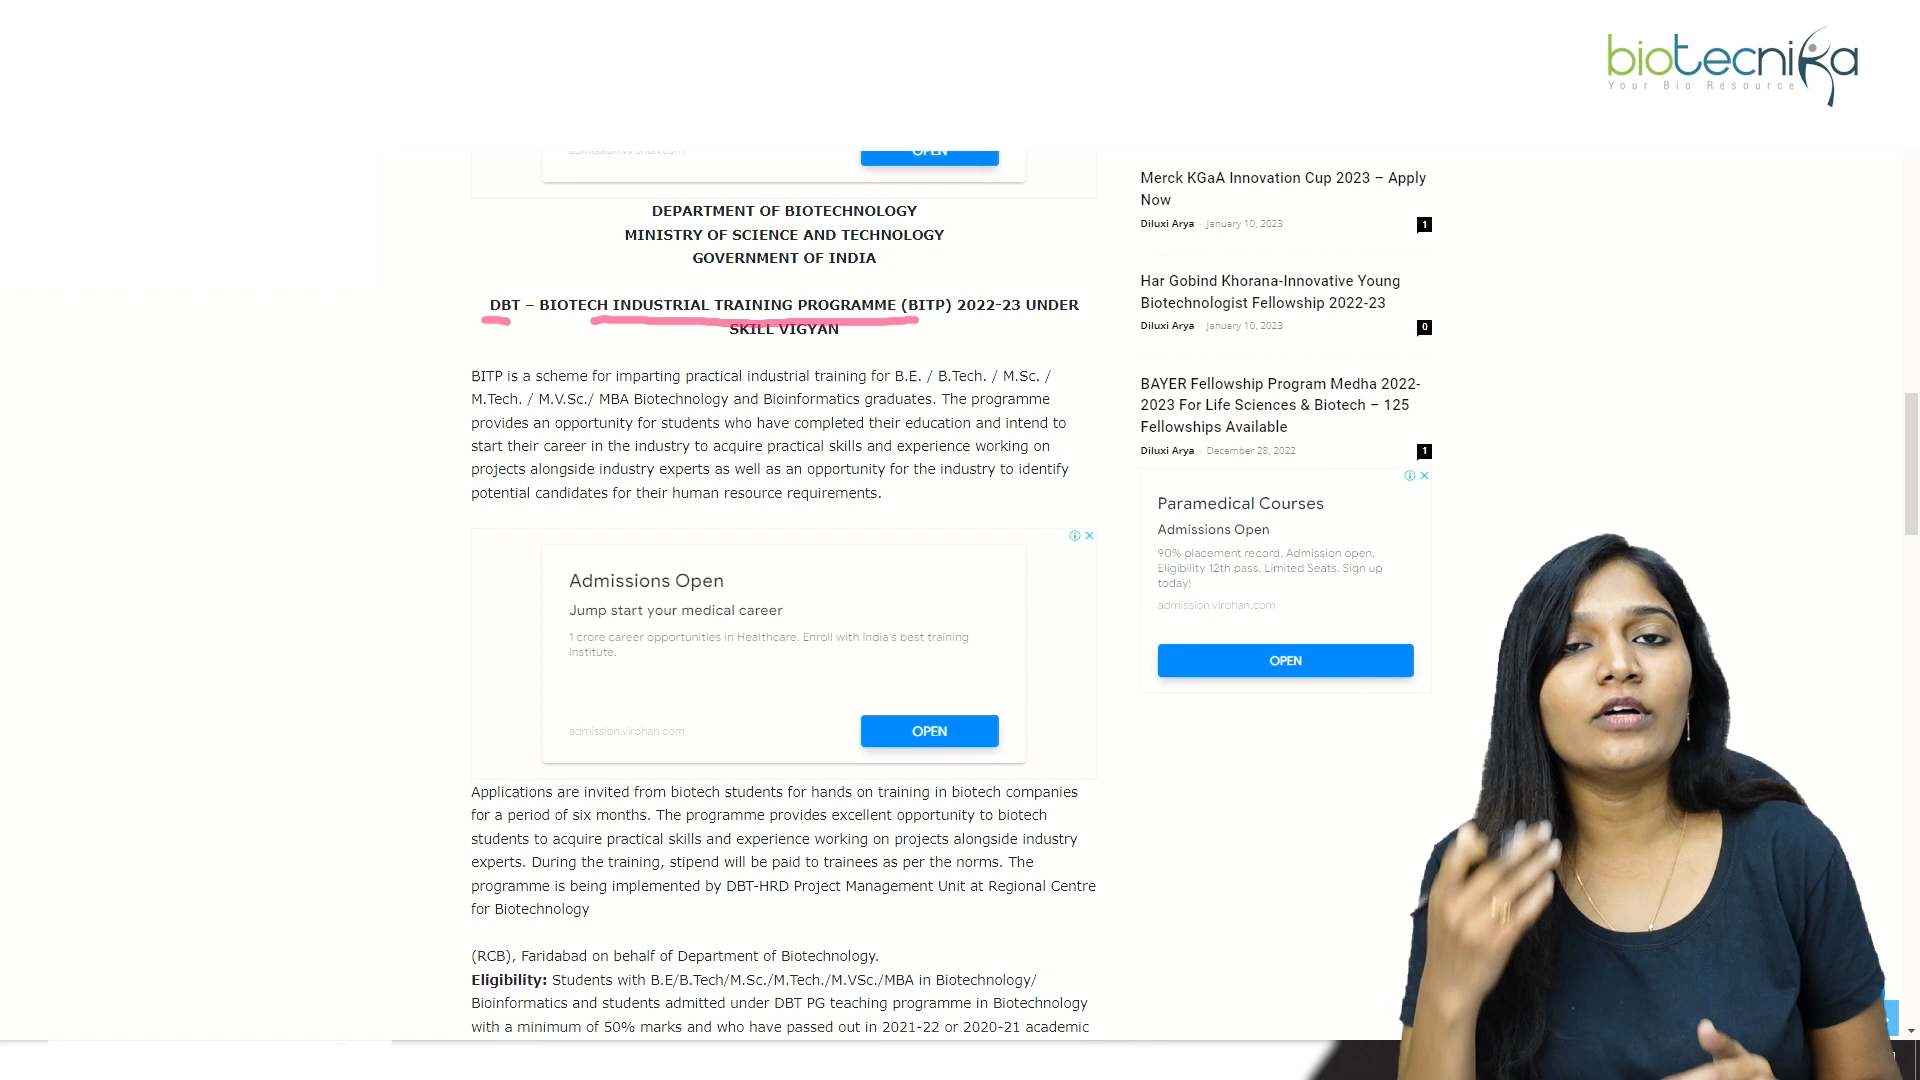 biotecnika
Your Bio Resource
admission.virohan.com
OPEN
DEPARTMENT OF BIOTECHNOLOGY
MINISTRY OF SCIENCE AND TECHNOLOGY
GOVERNMENT OF INDIA
DBT – BIOTECH INDUSTRIAL TRAINING PROGRAMME (BITP) 2022-23 UNDER
SKILL VIGYAN
BITP is a scheme for imparting practical industrial training for B.E. / B.Tech. / M.Sc. /
M.Tech. / M.V.Sc./ MBA Biotechnology and Bioinformatics graduates. The programme
provides an opportunity for students who have completed their education and intend to
start their career in the industry to acquire practical skills and experience working on
projects alongside industry experts as well as an opportunity for the industry to identify
potential candidates for their human resource requirements.
Admissions Open
Jump start your medical career
1 crore career opportunities in Healthcare. Enroll with India's best training
institute.
admission.virohan.com
OPEN
Applications are invited from biotech students for hands on training in biotech companies
for a period of six months. The programme provides excellent opportunity to biotech
students to acquire practical skills and experience working on projects alongside industry
experts. During the training, stipend will be paid to trainees as per the norms. The
programme is being implemented by DBT-HRD Project Management Unit at Regional Centre
for Biotechnology
(RCB), Faridabad on behalf of Department of Biotechnology.
Eligibility: Students with B.E/B.Tech/M.Sc./M.Tech./M.VSc./MBA in Biotechnology/
Bioinformatics and students admitted under DBT PG teaching programme in Biotechnology
with a minimum of 50% marks and who have passed out in 2021-22 or 2020-21 academic
Merck KGaA Innovation Cup 2023 – Apply
Now
Diluxi Arya - January 10, 2023
1
Har Gobind Khorana-Innovative Young
Biotechnologist Fellowship 2022-23
Diluxi Arya - January 10, 2023
0
BAYER Fellowship Program Medha 2022-
2023 For Life Sciences & Biotech – 125
Fellowships Available
Diluxi Arya - December 28, 2022
1
Paramedical Courses
Admissions Open
90% placement record, Admission open,
Eligibility 12th pass. Limited Seats. Sign up
today!
admission.virohan.com
OPEN